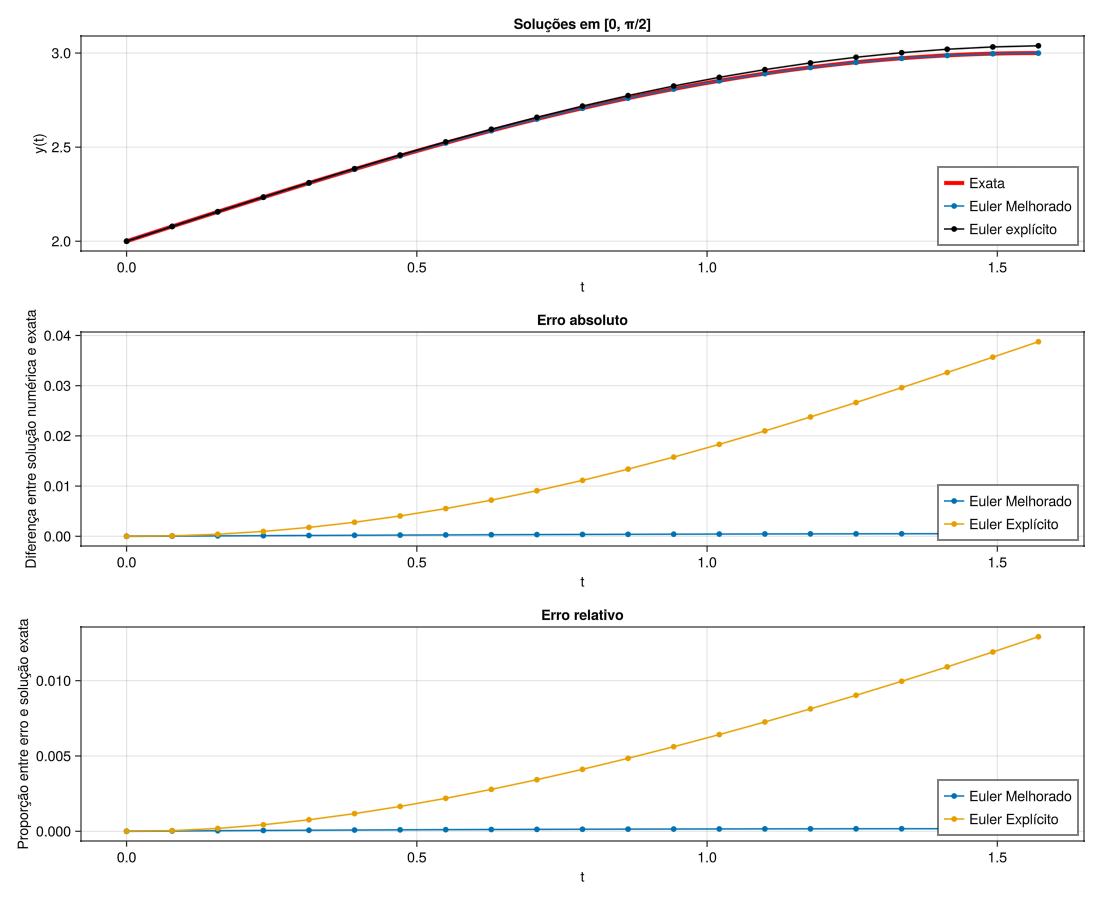 Soluções em [0, π/2]
y(t)
3.0
2.5
2.0
0.0
0.5
1.0
1.5
t
Exata
Euler Melhorado
Euler explícito
Erro absoluto
Diferença entre solução numérica e exata
0.04
0.03
0.02
0.01
0.00
0.0
0.5
1.0
1.5
t
Euler Melhorado
Euler Explícito
Erro relativo
Proporção entre erro e solução exata
0.010
0.005
0.000
0.0
0.5
1.0
1.5
t
Euler Melhorado
Euler Explícito